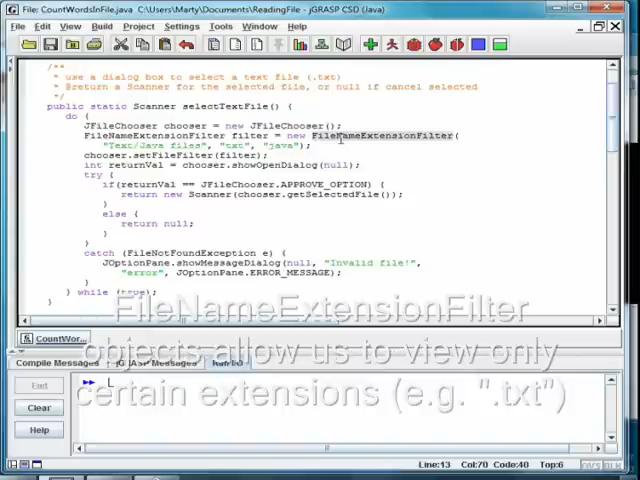 File: CountWordsInFile.java C:\Users\Marty\Documents\ReadingFile - jGRASP CSD (Java)
File Edit View Build Project Settings Tools Window Help
/**
* use a dialog box to select a text file (.txt)
* @return a Scanner for the selected file, or null if cancel selected
*/
public static Scanner selectTextFile() {
do {
JFileChooser chooser = new JFileChooser();
FileNameExtensionFilter filter = new FileNameExtensionFilter(
"Text/Java files", "txt", "java");
chooser.setFileFilter(filter);
int returnVal = chooser.showOpenDialog(null);
try {
if(returnVal == JFileChooser.APPROVE_OPTION) {
return new Scanner(chooser.getSelectedFile());
}
else {
return null;
}
}
catch (FileNotFoundException e) {
JOptionPane.showMessageDialog(null, "Invalid file!",
"error", JOptionPane.ERROR_MESSAGE);
}
} while (true);
}
FileNameExtensionFilter
objects allow us to view only
certain extensions (e.g. ".txt")
CountWor...
Compile Messages jGRASP Messages Run I/O
End
Clear
Help
Line:13 Col:70 Code:40 Top:6 OVS BLK